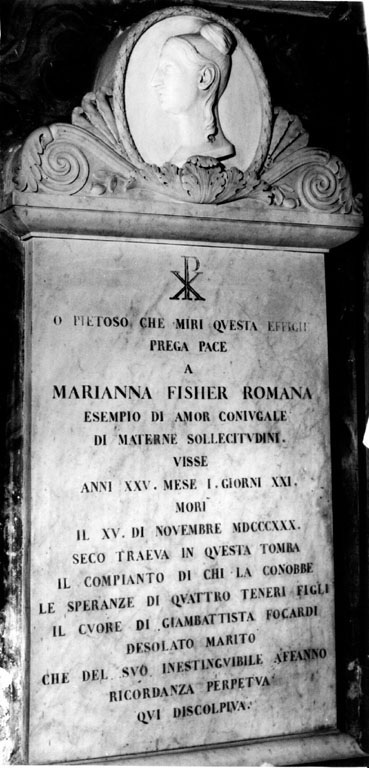 ☧
O PIETOSO CHE MIRI QVESTA EFFIGIE
PREGA PACE
A
MARIANNA FISHER ROMANA
ESEMPIO DI AMOR CONIVGALE
DI MATERNE SOLLECITVDINI.
VISSE
ANNI XXV. MESE I. GIORNI XXI.
MORI'
IL XV. DI NOVEMBRE MDCCCXXX.
SECO TRAEVA IN QVESTA TOMBA
IL COMPIANTO DI CHI LA CONOBBE
LE SPERANZE DI QVATTRO TENERI FIGLI
IL CVORE DI GIAMBATTISTA FOCARDI
DESOLATO MARITO
CHE DEL SVO INESTINGVIBILE AFFANNO
RICORDANZA PERPETVA'
QVI DISCOLPIVA.